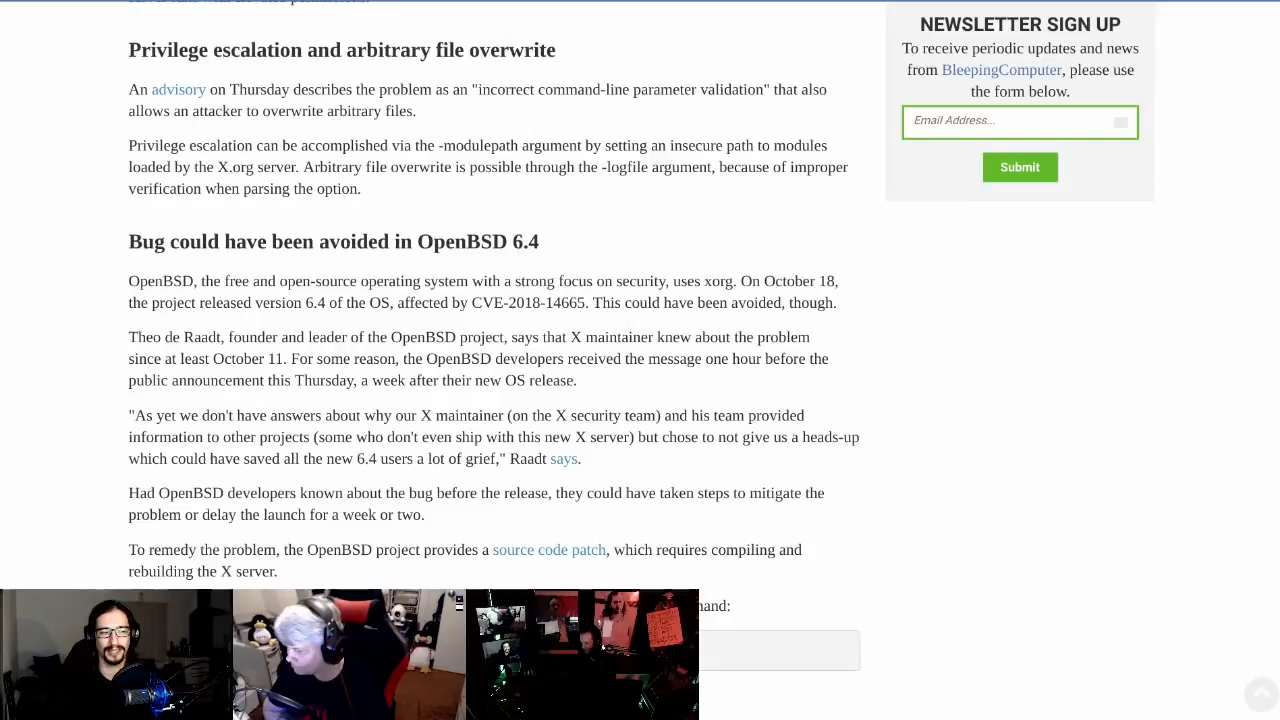 Privilege escalation and arbitrary file overwrite
An advisory on Thursday describes the problem as an "incorrect command-line parameter validation" that also
allows an attacker to overwrite arbitrary files.
Privilege escalation can be accomplished via the -modulepath argument by setting an insecure path to modules
loaded by the X.org server. Arbitrary file overwrite is possible through the -logfile argument, because of improper
verification when parsing the option.
Bug could have been avoided in OpenBSD 6.4
OpenBSD, the free and open-source operating system with a strong focus on security, uses xorg. On October 18,
the project released version 6.4 of the OS, affected by CVE-2018-14665. This could have been avoided, though.
Theo de Raadt, founder and leader of the OpenBSD project, says that X maintainer knew about the problem
since at least October 11. For some reason, the OpenBSD developers received the message one hour before the
public announcement this Thursday, a week after their new OS release.
"As yet we don't have answers about why our X maintainer (on the X security team) and his team provided
information to other projects (some who don't even ship with this new X server) but chose to not give us a heads-up
which could have saved all the new 6.4 users a lot of grief," Raadt says.
Had OpenBSD developers known about the bug before the release, they could have taken steps to mitigate the
problem or delay the launch for a week or two.
To remedy the problem, the OpenBSD project provides a source code patch, which requires compiling and
rebuilding the X server.
NEWSLETTER SIGN UP
To receive periodic updates and news
from BleepingComputer, please use
the form below.
Email Address...
Submit